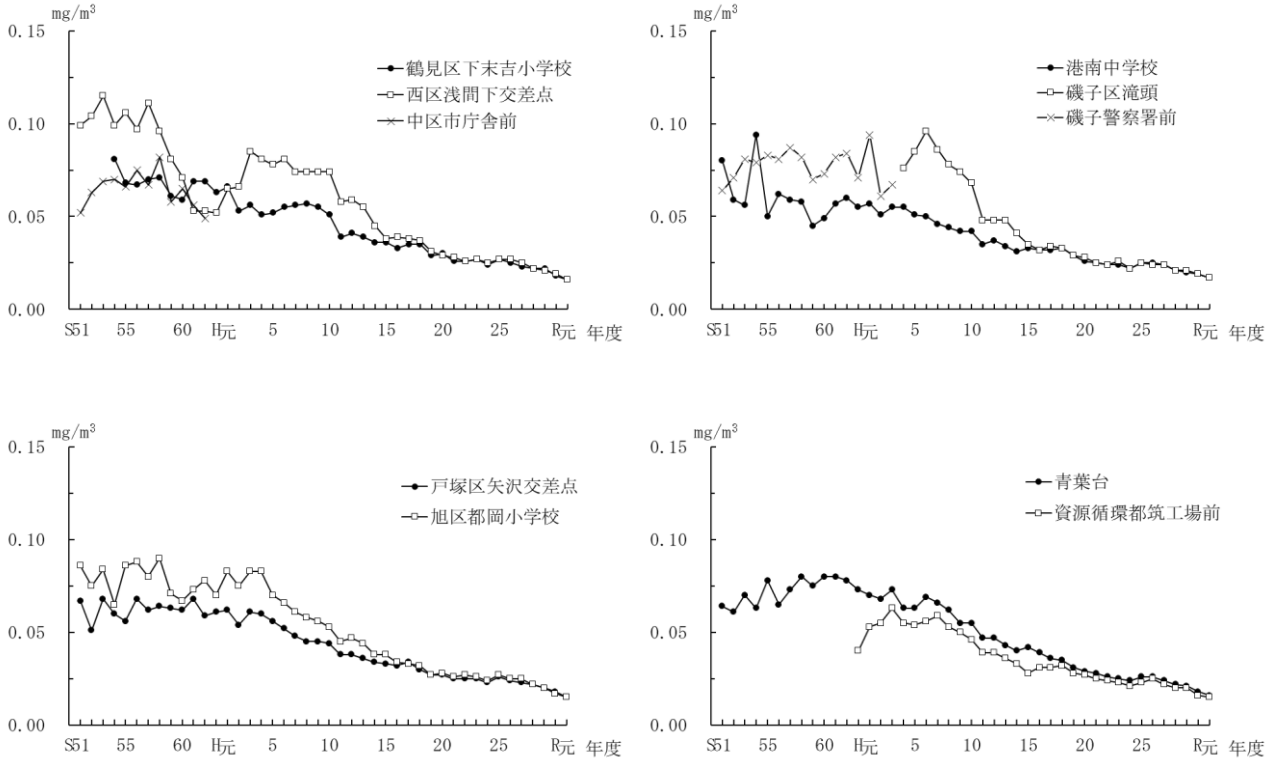 mg/m³
0.15
0.10
0.05
0.00
鶴見区下末吉小学校
西区浅間下交差点
中区市庁舎前
S51 55 60 H元 5 10 15 20 25 R元 年度
mg/m³
0.15
0.10
0.05
0.00
港南中学校
磯子区滝頭
磯子警察署前
S51 55 60 H元 5 10 15 20 25 R元 年度
mg/m³
0.15
0.10
0.05
0.00
戸塚区矢沢交差点
旭区都岡小学校
S51 55 60 H元 5 10 15 20 25 R元 年度
mg/m³
0.15
0.10
0.05
0.00
青葉台
資源循環都筑工場前
S51 55 60 H元 5 10 15 20 25 R元 年度